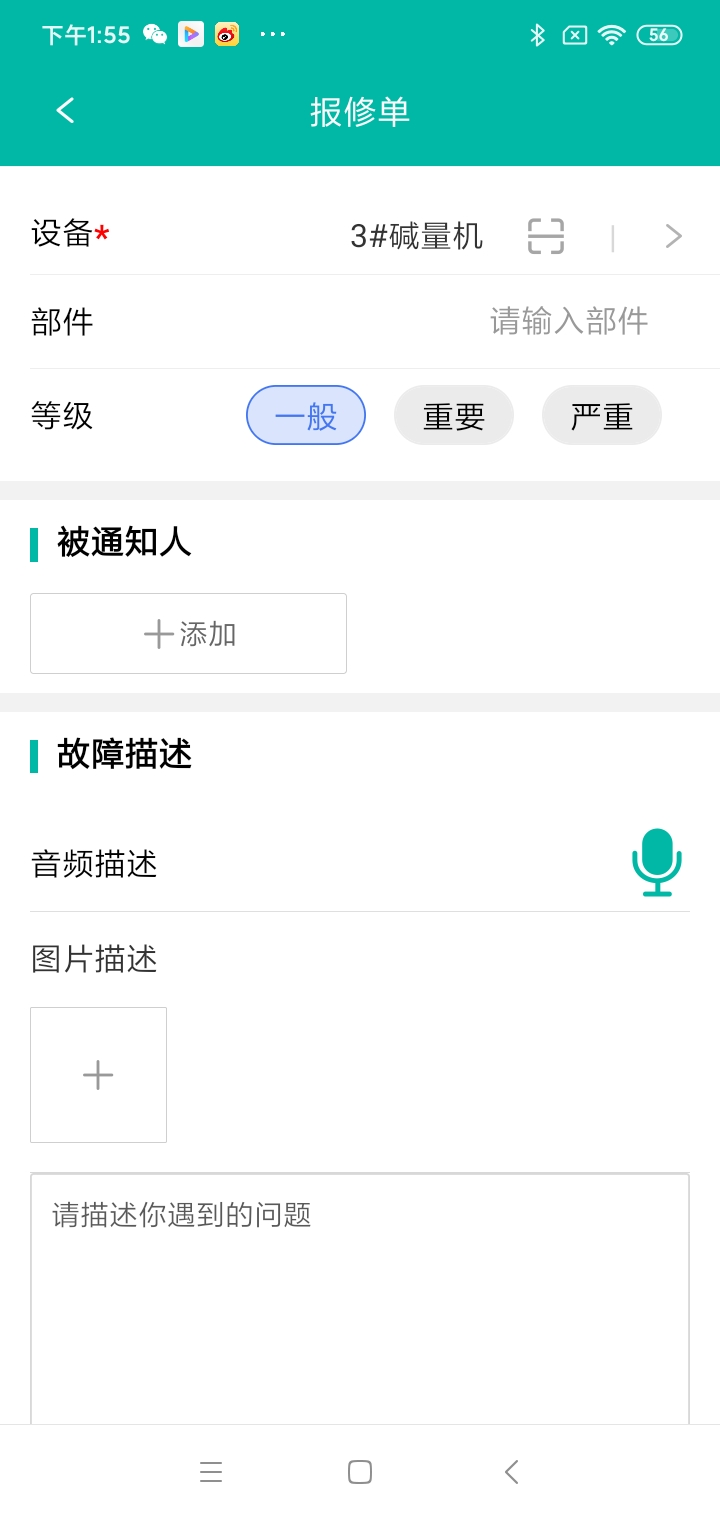 下午1:55 ··· 56
报修单
设备* 3#碱量机
部件 请输入部件
等级 一般 重要 严重
被通知人
添加
故障描述
音频描述
图片描述
请描述你遇到的问题